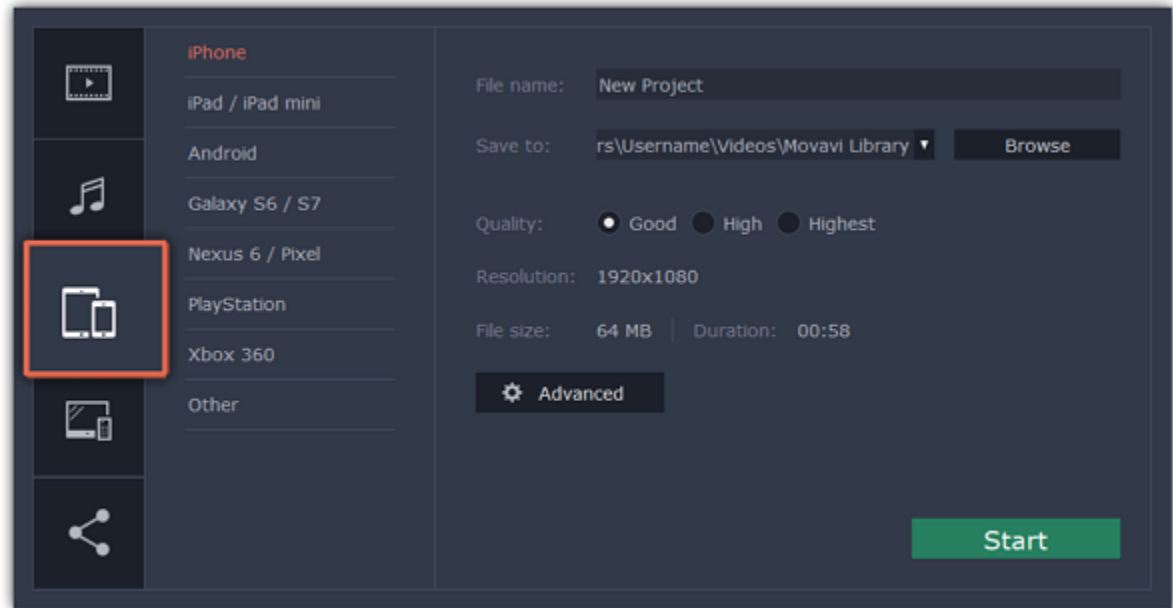 iPhone
iPad / iPad mini
Android
Galaxy S6 / S7
Nexus 6 / Pixel
PlayStation
Xbox 360
Other
File name: New Project
Save to: rs\Username\Videos\Movavi Library Browse
Quality: Good High Highest
Resolution: 1920x1080
File size: 64 MB Duration: 00:58
Advanced
Start